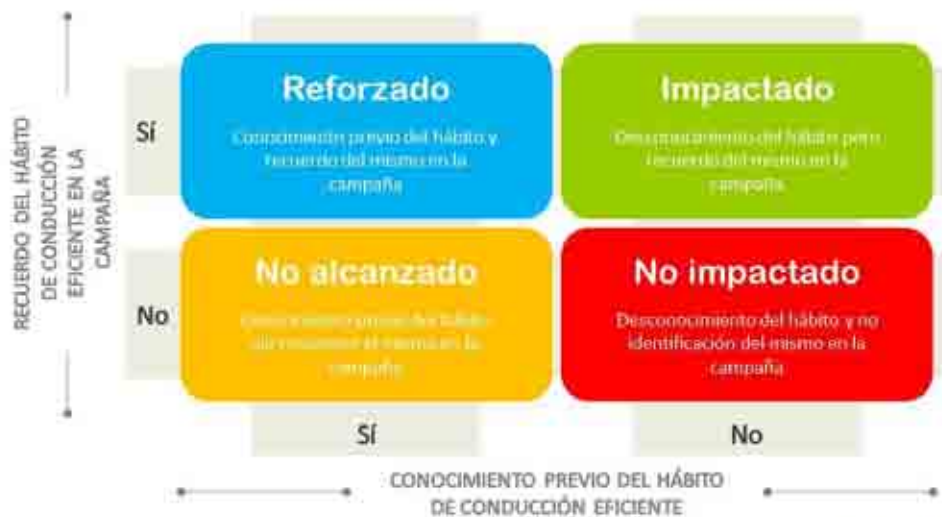 RECUERDO DEL HÁBITO
DE CONDUCCIÓN
EFICIENTE EN LA
CAMPAÑA
Sí
Reforzado
Conocimiento previo del hábito y
recuerdo del mismo en la
campaña
Impactado
Desconocimiento del hábito pero
recuerdo del mismo en la
campaña
No
No alcanzado
Conocimiento previo del hábito
el mismo en la
campaña
No impactado
Desconocimiento del hábito y no
identificación del mismo en la
campaña
Sí
No
CONOCIMIENTO PREVIO DEL HÁBITO
DE CONDUCCIÓN EFICIENTE